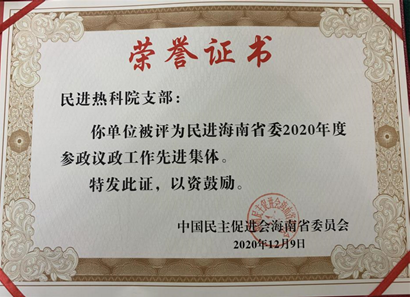 荣誉证书
民进热科院支部：
你单位被评为民进海南省委2020年度
参政议政工作先进集体。
特发此证，以资鼓励。
中国民主促进会海南省委员会
2020年12月9日